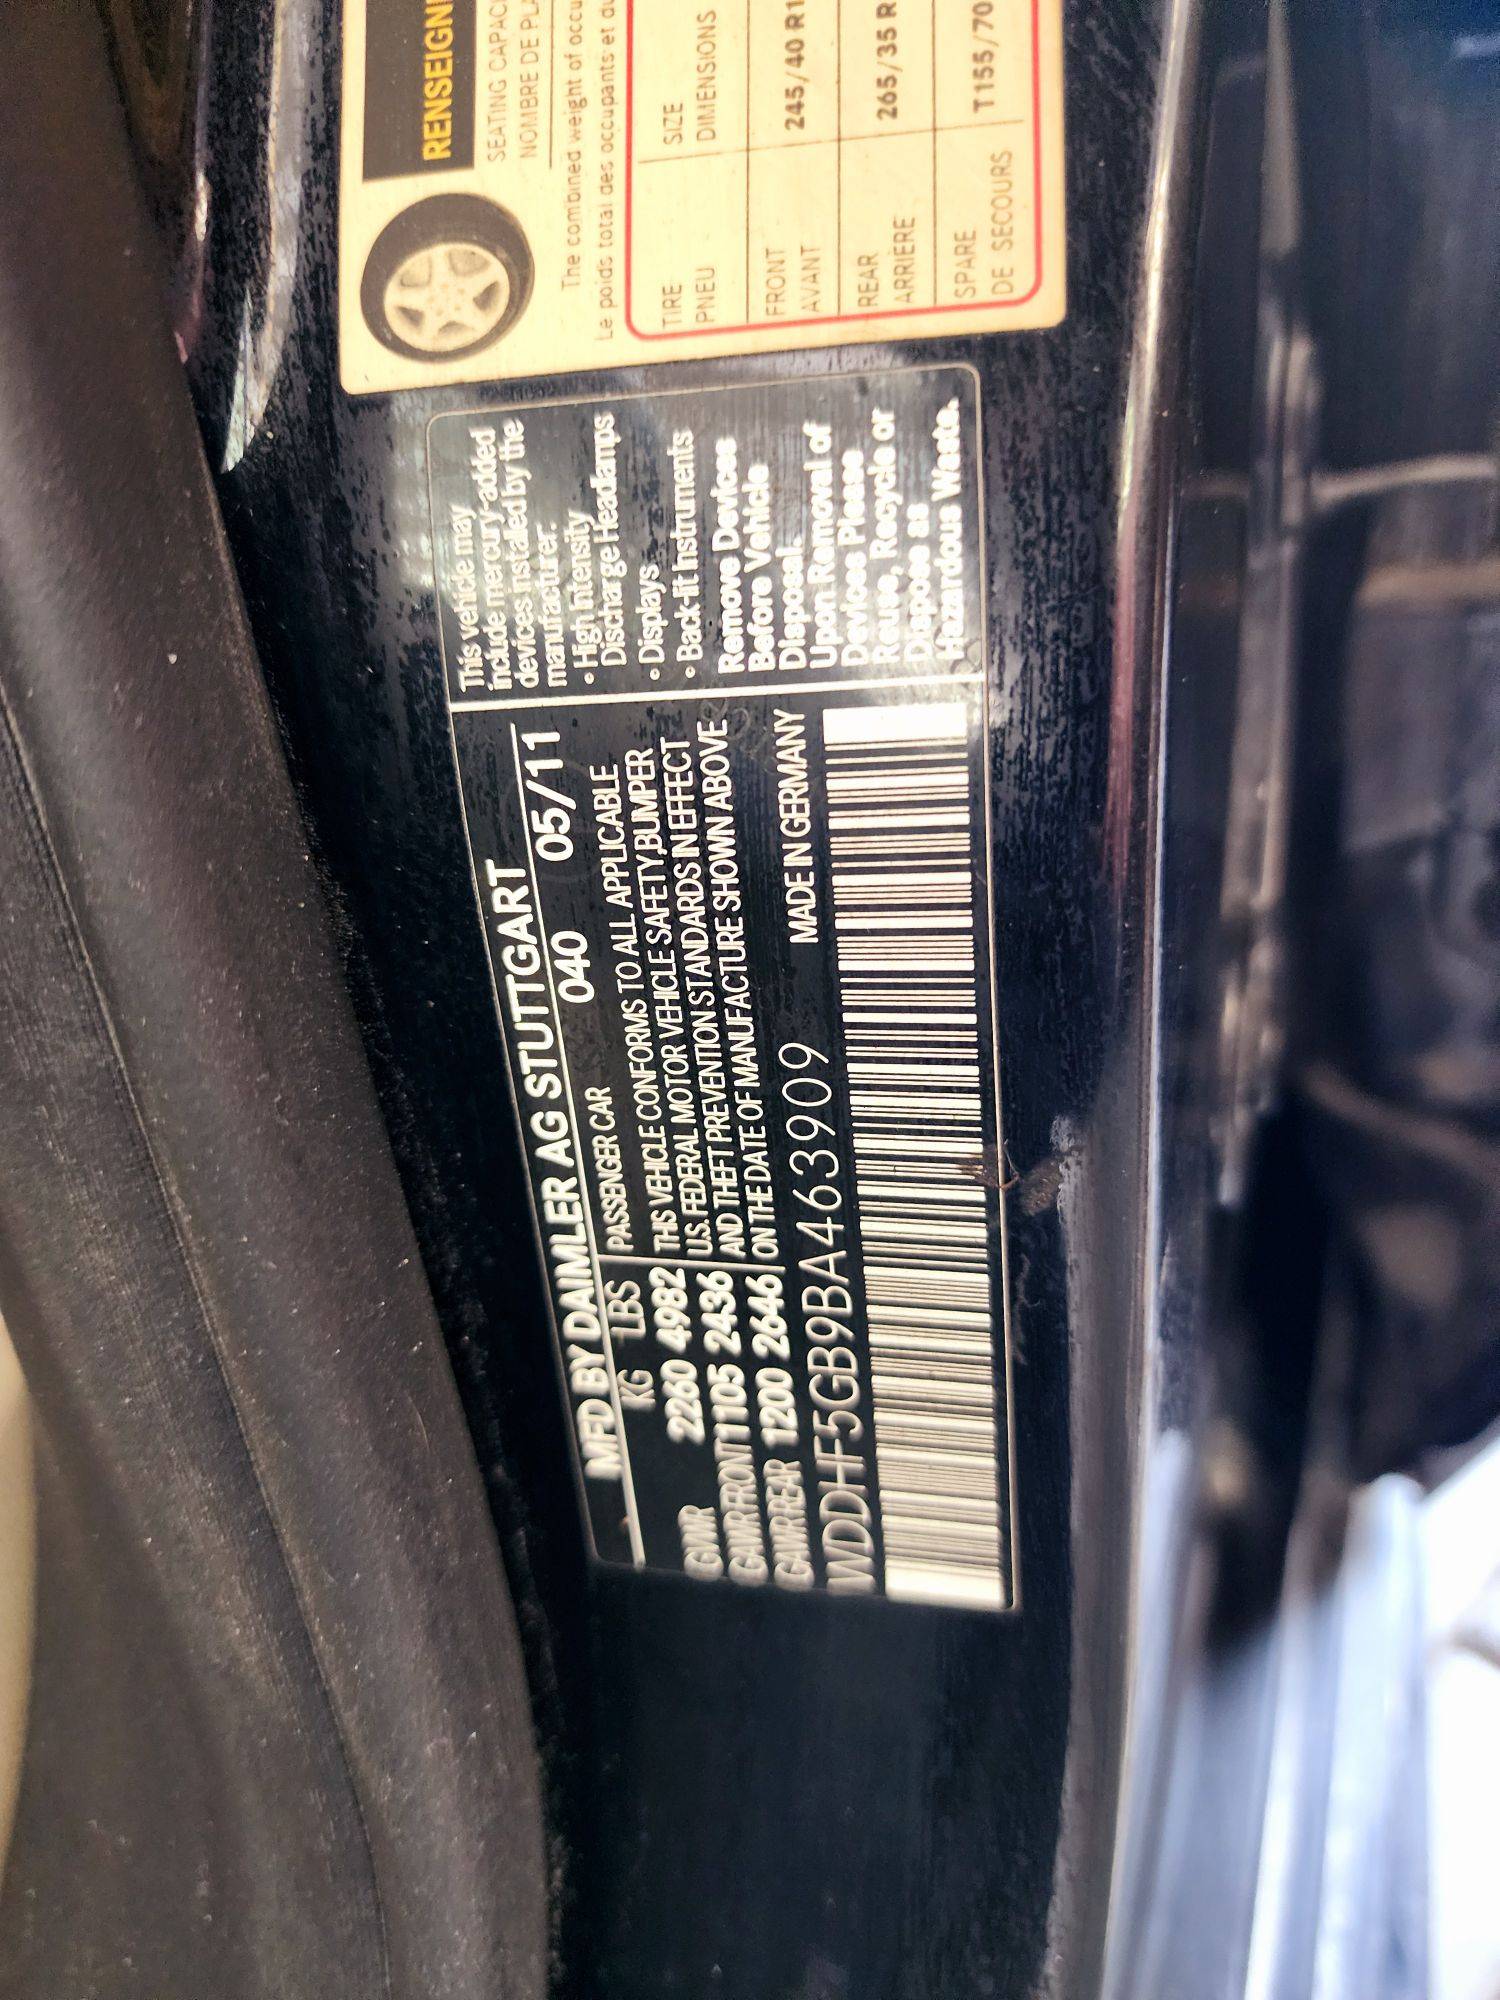 MFD BY DAIMLER AG STUTTGART
KG LBS PASSENGER CAR 040 05/11
GVWR 2260 4982
GAWR FRONT 1105 2436
GAWR REAR 1200 2646
THIS VEHICLE CONFORMS TO ALL APPLICABLE
U.S. FEDERAL MOTOR VEHICLE SAFETY,BUMPER
AND THEFT PREVENTION STANDARDS IN EFFECT
ON THE DATE OF MANUFACTURE SHOWN ABOVE
MADE IN GERMANY
WDDHF5GB9BA463909
This vehicle may
include mercury-added
devices installed by the
manufacturer:
• High Intensity
Discharge Headlamps
• Displays
• Back-lit Instruments
Remove Devices
Before Vehicle
Disposal.
Upon Removal of
Devices Please
Reuse, Recycle or
Dispose as
Hazardous Waste.
SEATING CAPACI
NOMBRE DE PLA
The combined weight of occu
Le poids total des occupants et du
TIRE SIZE
PNEU DIMENSIONS
FRONT 245/40 R1
AVANT
REAR 265/35 R
ARRIÈRE
SPARE T155/70
DE SECOURS